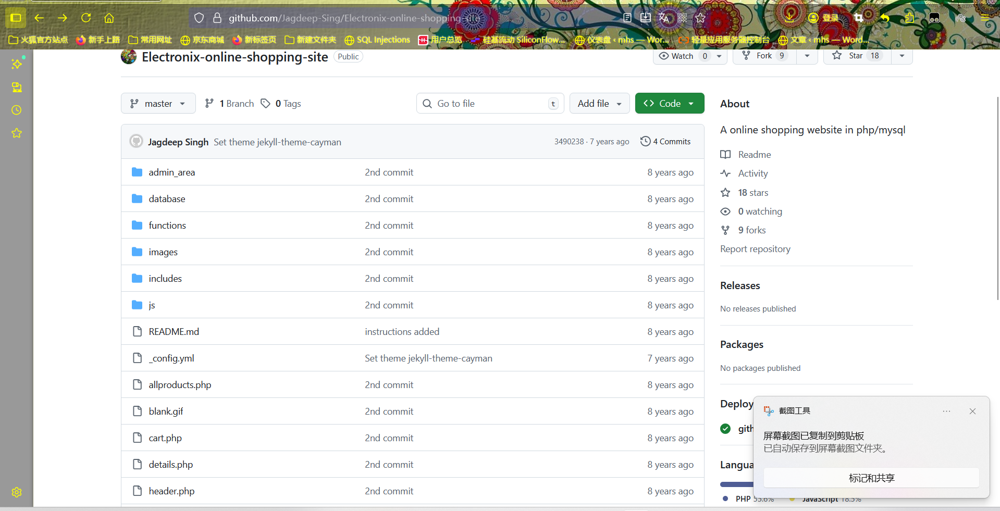 github.com/Jagdeep-Sing/Electronix-online-shopping-site
登录
火狐官方站点 新手上路 常用网址 京东商城 新标签页 新建文件夹 SQL Injections 用户总览 硅基流动 SiliconFlow... 仪表盘 ‹ mhs — Wor... 轻量应用服务器控制台 文章 ‹ mhs — Word...
Electronix-online-shopping-site Public
Watch 0 Fork 9 Star 18
master 1 Branch 0 Tags Go to file t Add file Code
Jagdeep Singh Set theme jekyll-theme-cayman 3490238 · 7 years ago 4 Commits
admin_area 2nd commit 8 years ago
database 2nd commit 8 years ago
functions 2nd commit 8 years ago
images 2nd commit 8 years ago
includes 2nd commit 8 years ago
js 2nd commit 8 years ago
README.md instructions added 8 years ago
_config.yml Set theme jekyll-theme-cayman 7 years ago
allproducts.php 2nd commit 8 years ago
blank.gif 2nd commit 8 years ago
cart.php 2nd commit 8 years ago
details.php 2nd commit 8 years ago
header.php 2nd commit 8 years ago
About
A online shopping website in php/mysql
Readme
Activity
18 stars
0 watching
9 forks
Report repository
Releases
No releases published
Packages
No packages published
Deploy
gith
Langua
PHP 55.6% JavaScript 18.5%
截图工具
屏幕截图已复制到剪贴板
已自动保存到屏幕截图文件夹。
标记和共享